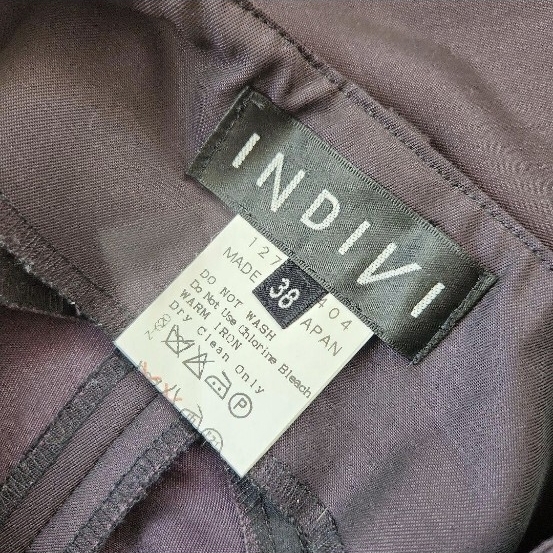 INDIVI
38
127
404
MADE
APAN
DO NOT WASH
Do Not Use Chlorine Bleach
WARM IRON
Dry Clean Only
P